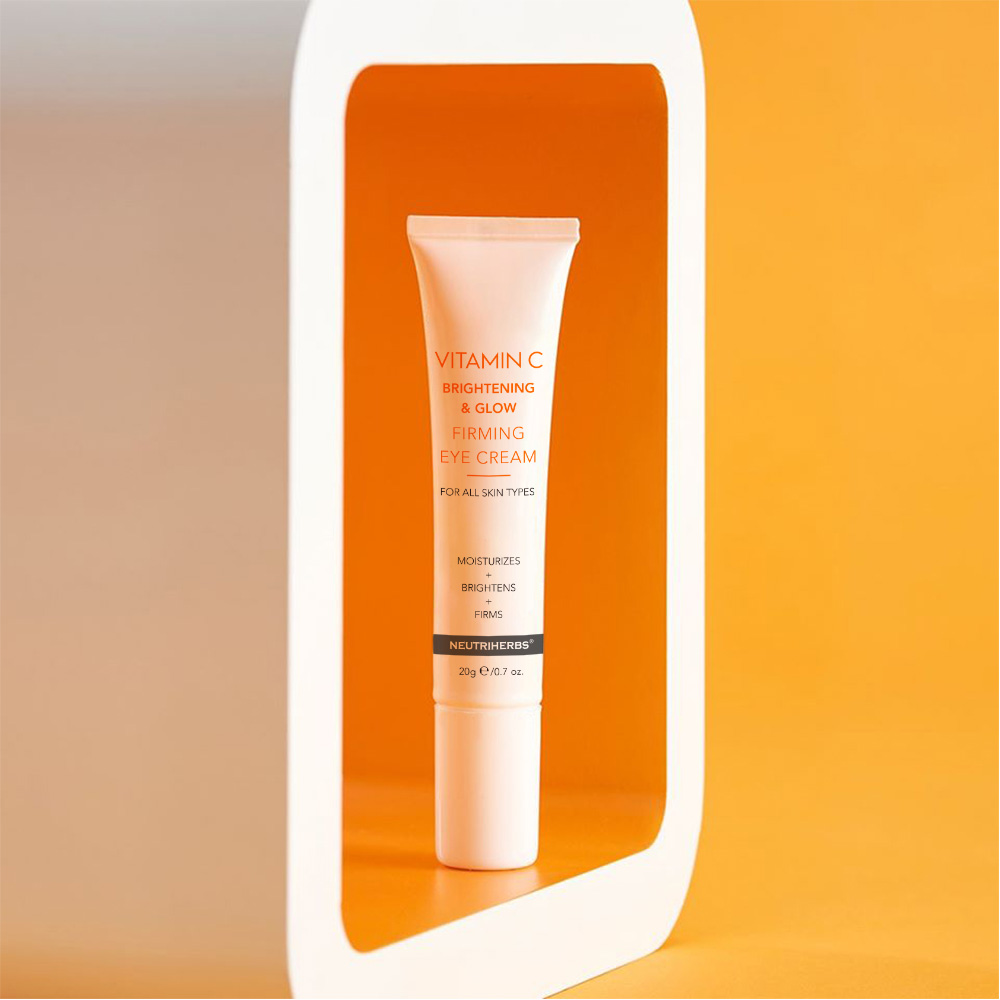 VITAMIN C
BRIGHTENING
& GLOW
FIRMING
EYE CREAM
FOR ALL SKIN TYPES
MOISTURIZES
+
BRIGHTENS
+
FIRMS
NEUTRIHERBS®
20g ℮/0.7 oz.